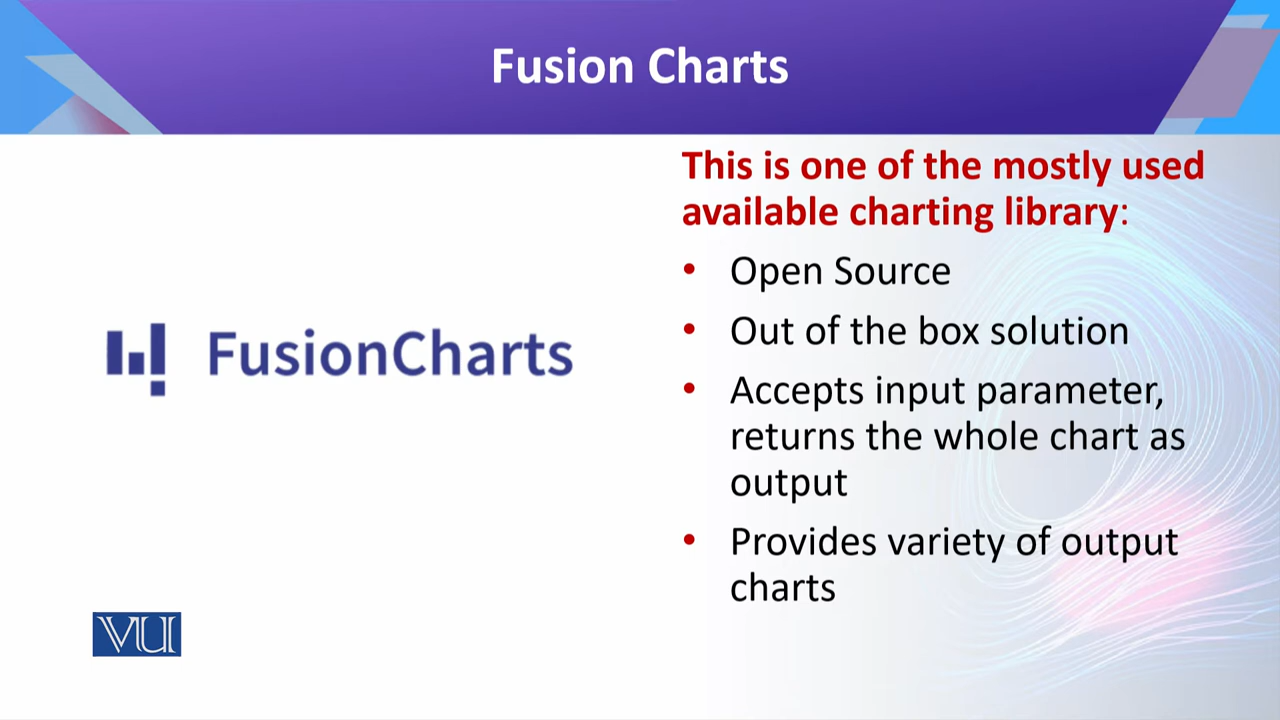 Fusion Charts
This is one of the mostly used
available charting library:
• Open Source
• Out of the box solution
• Accepts input parameter,
returns the whole chart as
output
• Provides variety of output
charts
FusionCharts
VU